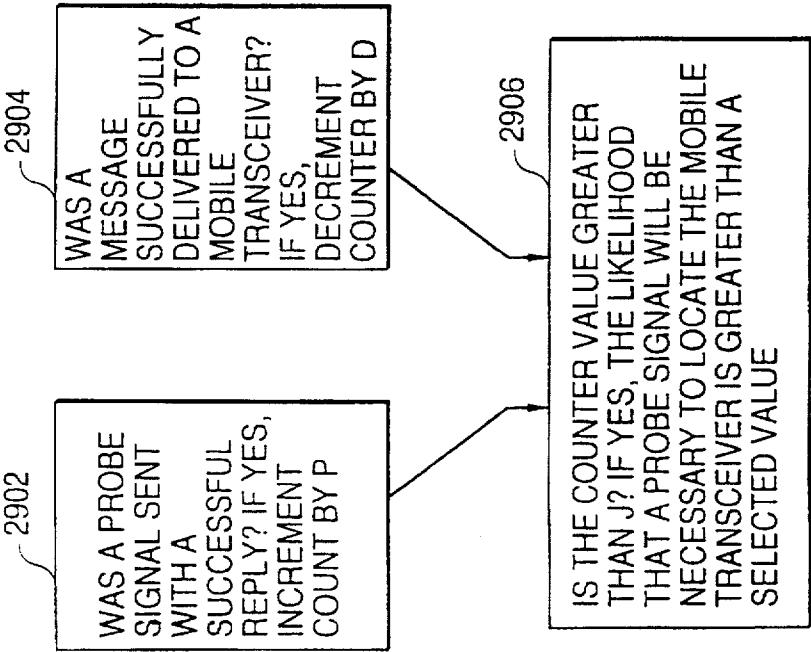 2902
WAS A PROBE
SIGNAL SENT
WITH A
SUCCESSFUL
REPLY? IF YES,
INCREMENT
COUNT BY P
2904
WAS A
MESSAGE
SUCCESSFULLY
DELIVERED TO A
MOBILE
TRANSCEIVER?
IF YES,
DECREMENT
COUNTER BY D
2906
IS THE COUNTER VALUE GREATER
THAN J? IF YES, THE LIKELIHOOD
THAT A PROBE SIGNAL WILL BE
NECESSARY TO LOCATE THE MOBILE
TRANSCEIVER IS GREATER THAN A
SELECTED VALUE